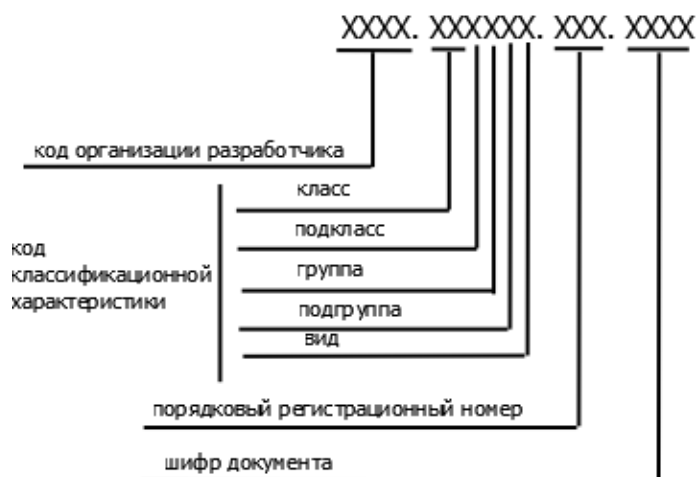 XXXX. XXXXXX. XXX. XXXX
код организации разработчика
класс
подкласс
код
классификационной
характеристики
группа
подгруппа
вид
порядковый регистрационный номер
шифр документа